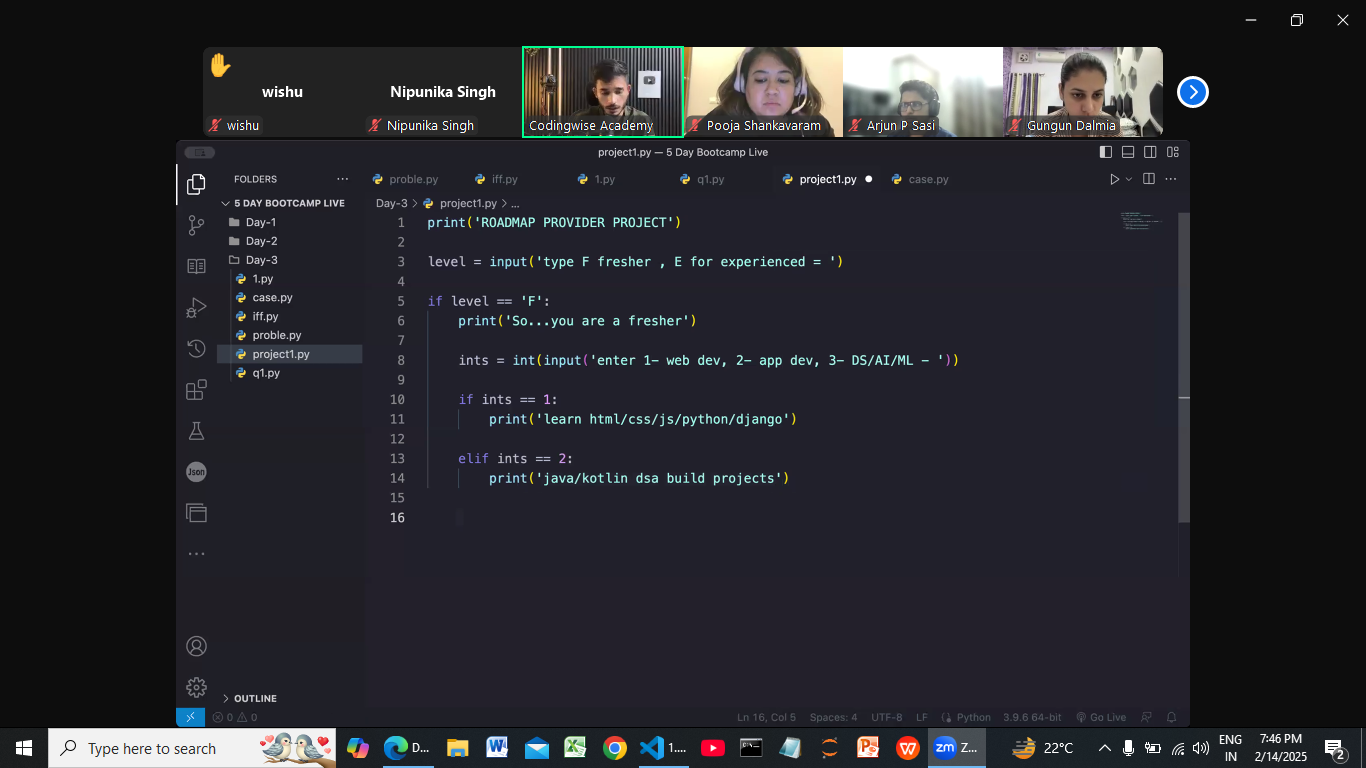 wishu
Nipunika Singh
wishu
Nipunika Singh
Codingwise Academy
Pooja Shankavaram
Arjun P Sasi
Gungun Dalmia
project1.py — 5 Day Bootcamp Live
FOLDERS
proble.py
iff.py
1.py
q1.py
project1.py
case.py
5 DAY BOOTCAMP LIVE
Day-3 > project1.py > ...
Day-1
Day-2
Day-3
1.py
case.py
iff.py
proble.py
project1.py
q1.py
1 print('ROADMAP PROVIDER PROJECT')
2
3 level = input('type F fresher , E for experienced = ')
4
5 if level == 'F':
6     print('So...you are a fresher')
7
8     ints = int(input('enter 1- web dev, 2- app dev, 3- DS/AI/ML - '))
9
10     if ints == 1:
11         print('learn html/css/js/python/django')
12
13     elif ints == 2:
14         print('java/kotlin dsa build projects')
15
16
Json
OUTLINE
0 0
Ln 16, Col 5 Spaces: 4 UTF-8 LF Python 3.9.6 64-bit Go Live
Type here to search
D...
1....
zm Z...
22°C
ENG
IN
7:46 PM
2/14/2025
2